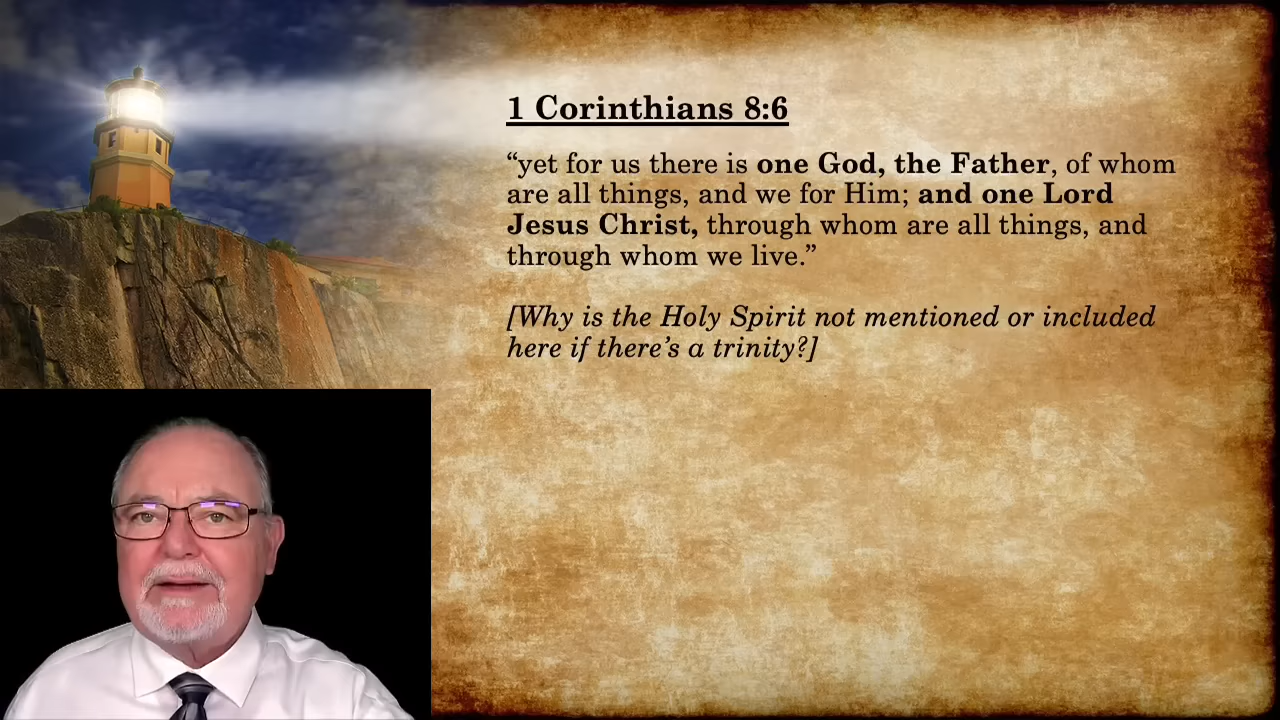 1 Corinthians 8:6
“yet for us there is one God, the Father, of whom
are all things, and we for Him; and one Lord
Jesus Christ, through whom are all things, and
through whom we live.”
[Why is the Holy Spirit not mentioned or included
here if there’s a trinity?]